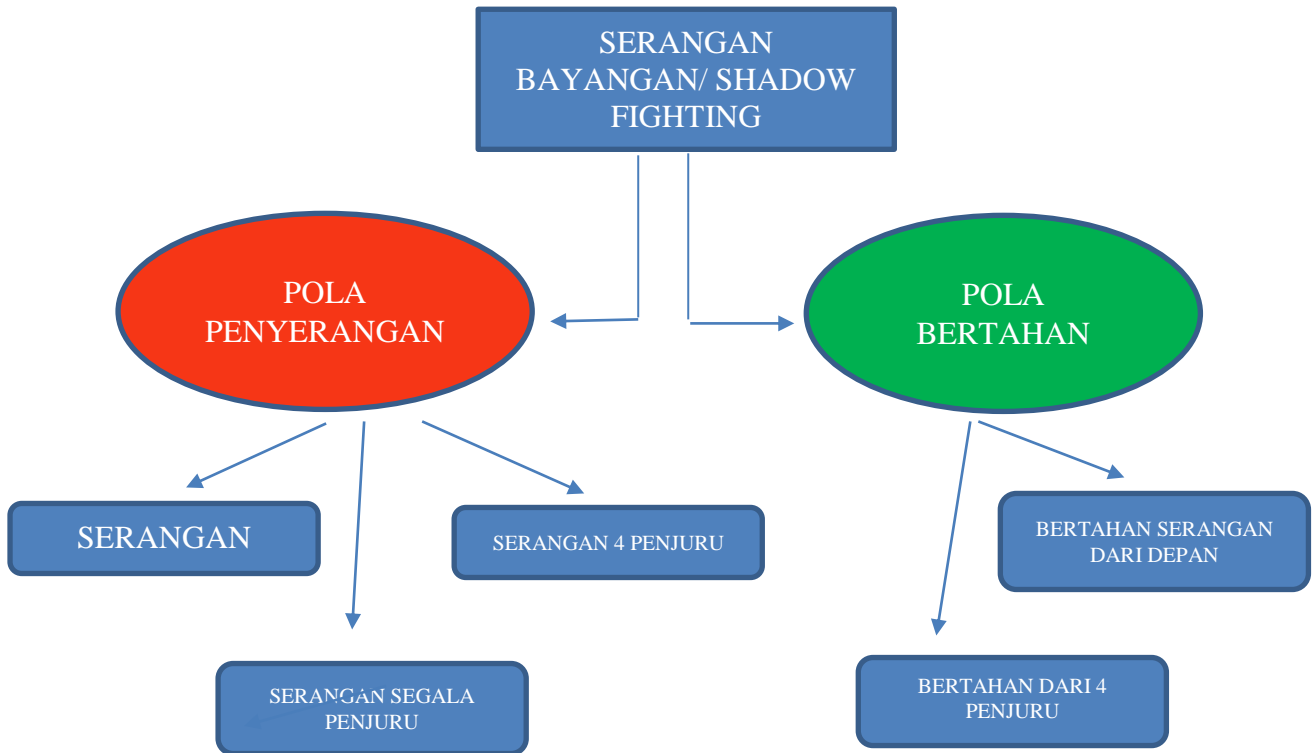 SERANGAN
BAYANGAN/ SHADOW
FIGHTING
POLA
PENYERANGAN
POLA
BERTAHAN
SERANGAN
SERANGAN 4 PENJURU
BERTAHAN SERANGAN
DARI DEPAN
SERANGAN SEGALA
PENJURU
BERTAHAN DARI 4
PENJURU